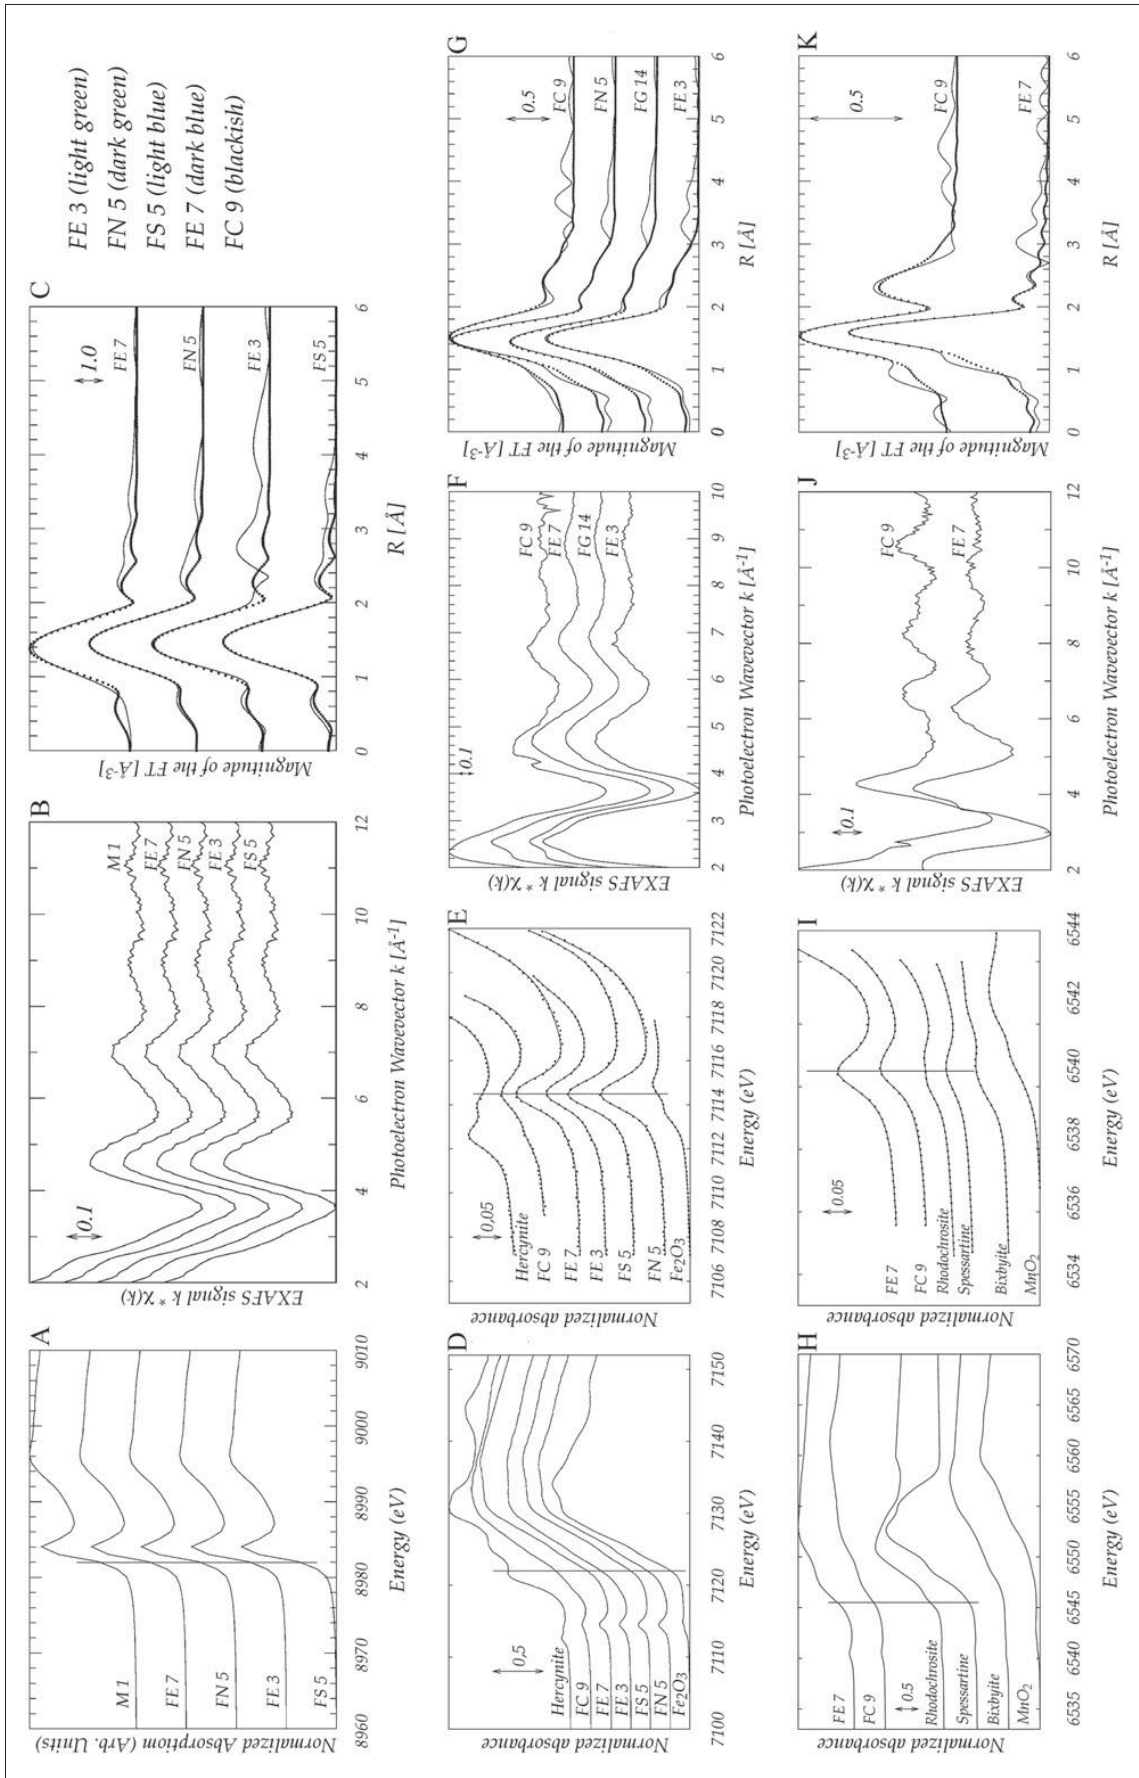 A
Normalized Absorption (Arb. Units)
M 1
FE 7
FN 5
FE 3
FS 5
8960 8970 8980 8990 9000 9010
Energy (eV)
B
EXAFS signal k * χ(k)
0.1
M 1
FE 7
FN 5
FE 3
FS 5
2 4 6 8 10 12
Photoelectron Wavevector k [Å-1]
C
Magnitude of the FT [Å-3]
1.0
FE 7
FN 5
FE 3
FS 5
0 1 2 3 4 5 6
R [Å]
FE 3 (light green)
FN 5 (dark green)
FS 5 (light blue)
FE 7 (dark blue)
FC 9 (blackish)
D
Normalized absorbance
0,5
Hercynite
FC 9
FE 7
FE 3
FS 5
FN 5
Fe2O3
7100 7110 7120 7130 7140 7150
Energy (eV)
E
Normalized absorbance
0,05
Hercynite
FC 9
FE 7
FE 3
FS 5
FN 5
Fe2O3
7106 7108 7110 7112 7114 7116 7118 7120 7122
Energy (eV)
F
EXAFS signal k * χ(k)
0.1
FC 9
FE 7
FG 14
FE 3
2 3 4 5 6 7 8 9 10
Photoelectron Wavevector k [Å-1]
G
Magnitude of the FT [Å-3]
0.5
FC 9
FN 5
FG 14
FE 3
0 1 2 3 4 5 6
R [Å]
H
Normalized absorbance
FE 7
FC 9
0.5
Rhodochrosite
Spessartine
Bixbyite
MnO2
6535 6540 6545 6550 6555 6560 6565 6570
Energy (eV)
I
Normalized absorbance
0.05
FE 7
FC 9
Rhodochrosite
Spessartine
Bixbyite
MnO2
6534 6536 6538 6540 6542 6544
Energy (eV)
J
EXAFS signal k * χ(k)
0.1
FC 9
FE 7
2 4 6 8 10 12
Photoelectron Wavevector k [Å-1]
K
Magnitude of the FT [Å-3]
0.5
FC 9
FE 7
0 1 2 3 4 5 6
R [Å]